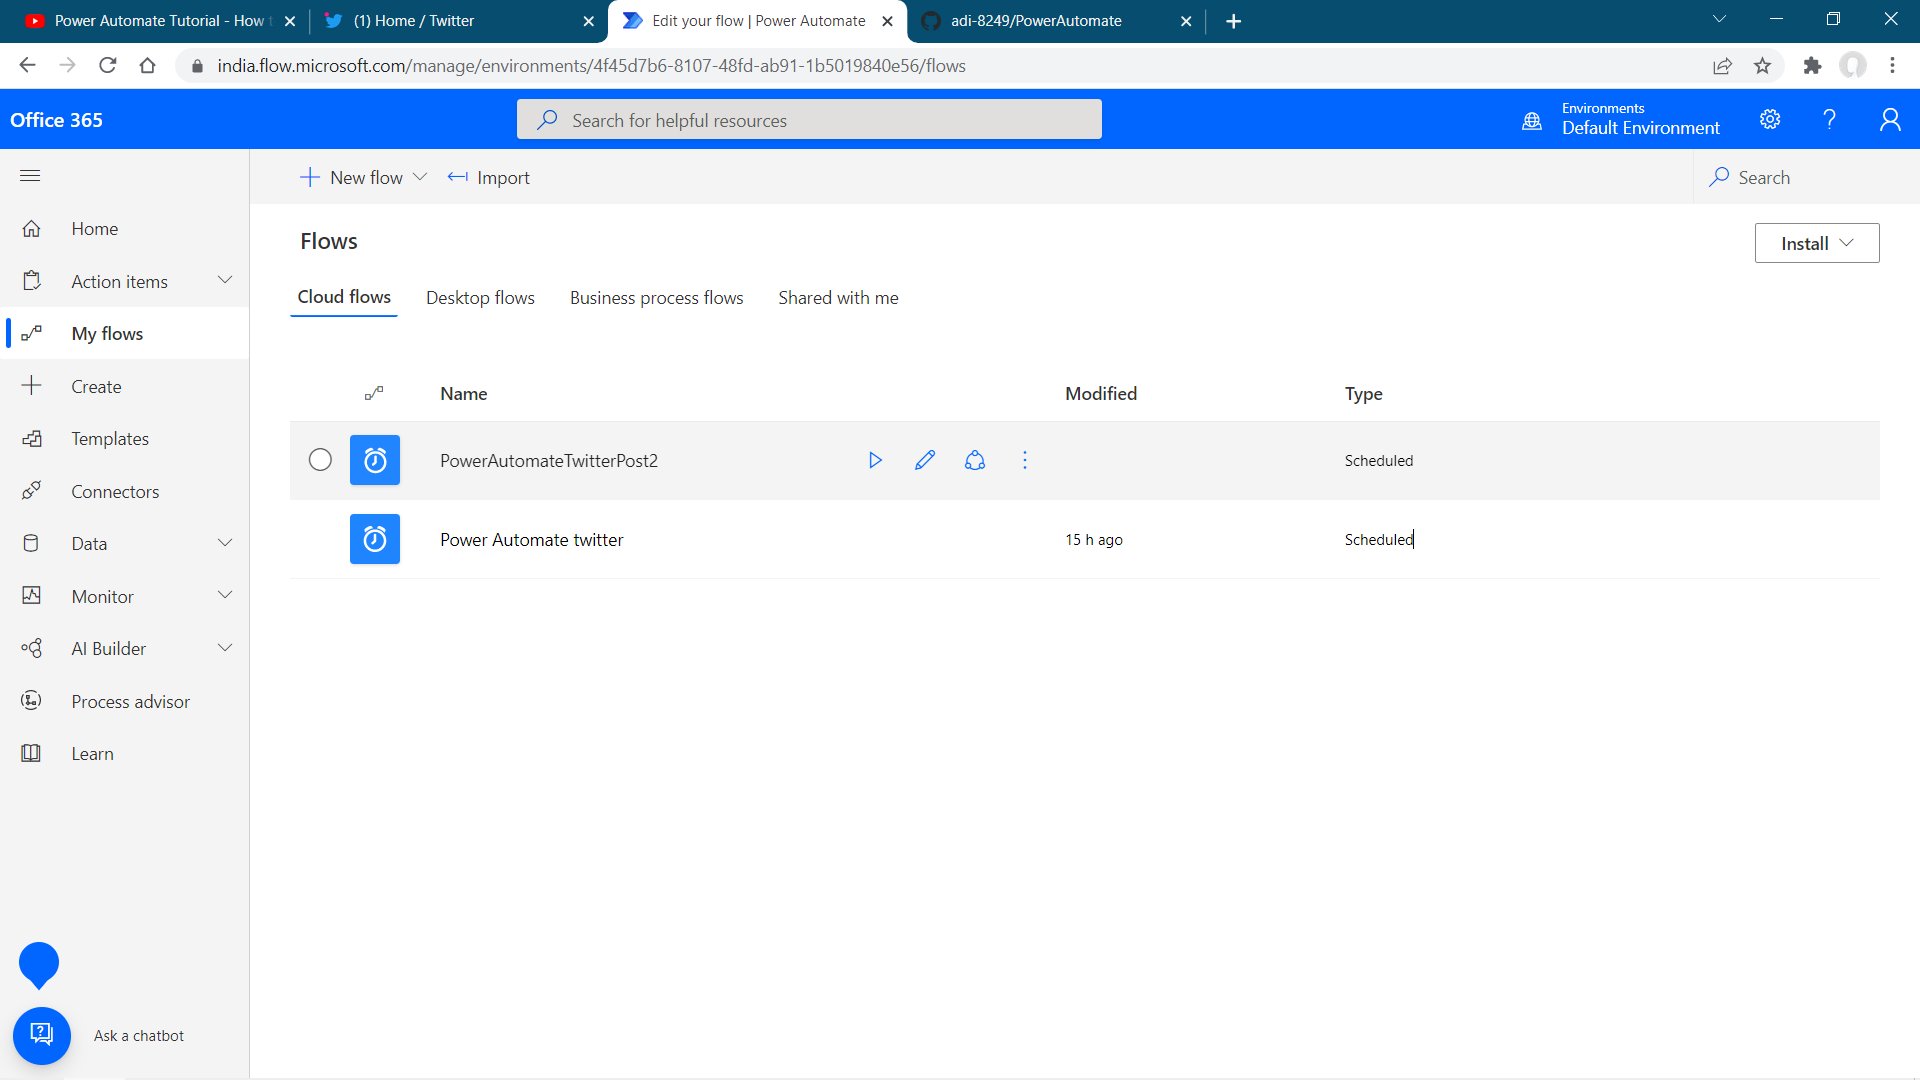 Power Automate Tutorial - How t
(1) Home / Twitter
Edit your flow | Power Automate
adi-8249/PowerAutomate
india.flow.microsoft.com/manage/environments/4f45d7b6-8107-48fd-ab91-1b5019840e56/flows
Office 365
Search for helpful resources
Environments
Default Environment
New flow
Import
Search
Home
Action items
My flows
Create
Templates
Connectors
Data
Monitor
AI Builder
Process advisor
Learn
Ask a chatbot
Flows
Install
Cloud flows
Desktop flows
Business process flows
Shared with me
Name
Modified
Type
PowerAutomateTwitterPost2
Scheduled
Power Automate twitter
15 h ago
Scheduled